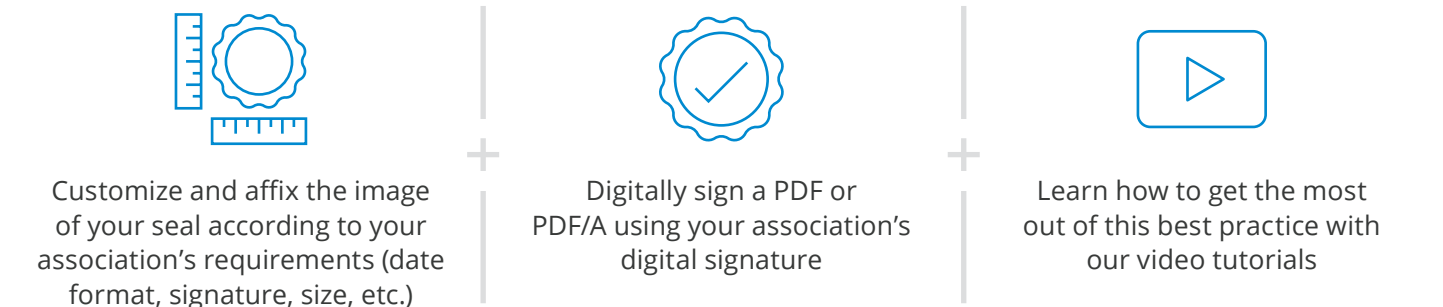 Customize and affix the image
of your seal according to your
association’s requirements (date
format, signature, size, etc.)
Digitally sign a PDF or
PDF/A using your association’s
digital signature
Learn how to get the most
out of this best practice with
our video tutorials